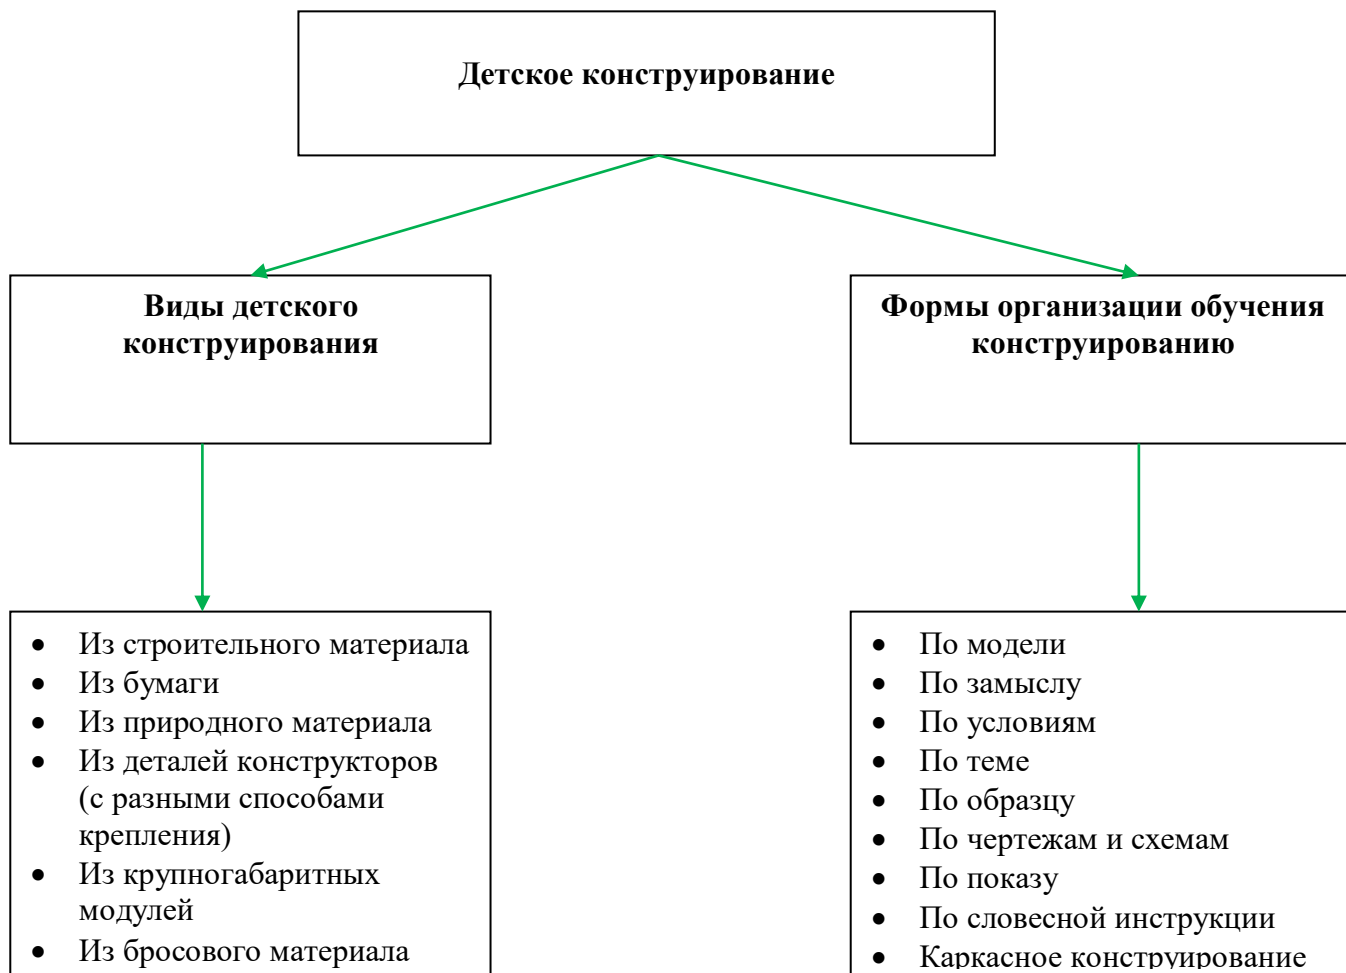 Детское конструирование
Виды детского
конструирования
Формы организации обучения
конструированию
• Из строительного материала
• Из бумаги
• Из природного материала
• Из деталей конструкторов
(с разными способами
крепления)
• Из крупногабаритных
модулей
• Из бросового материала
• По модели
• По замыслу
• По условиям
• По теме
• По образцу
• По чертежам и схемам
• По показу
• По словесной инструкции
• Каркасное конструирование